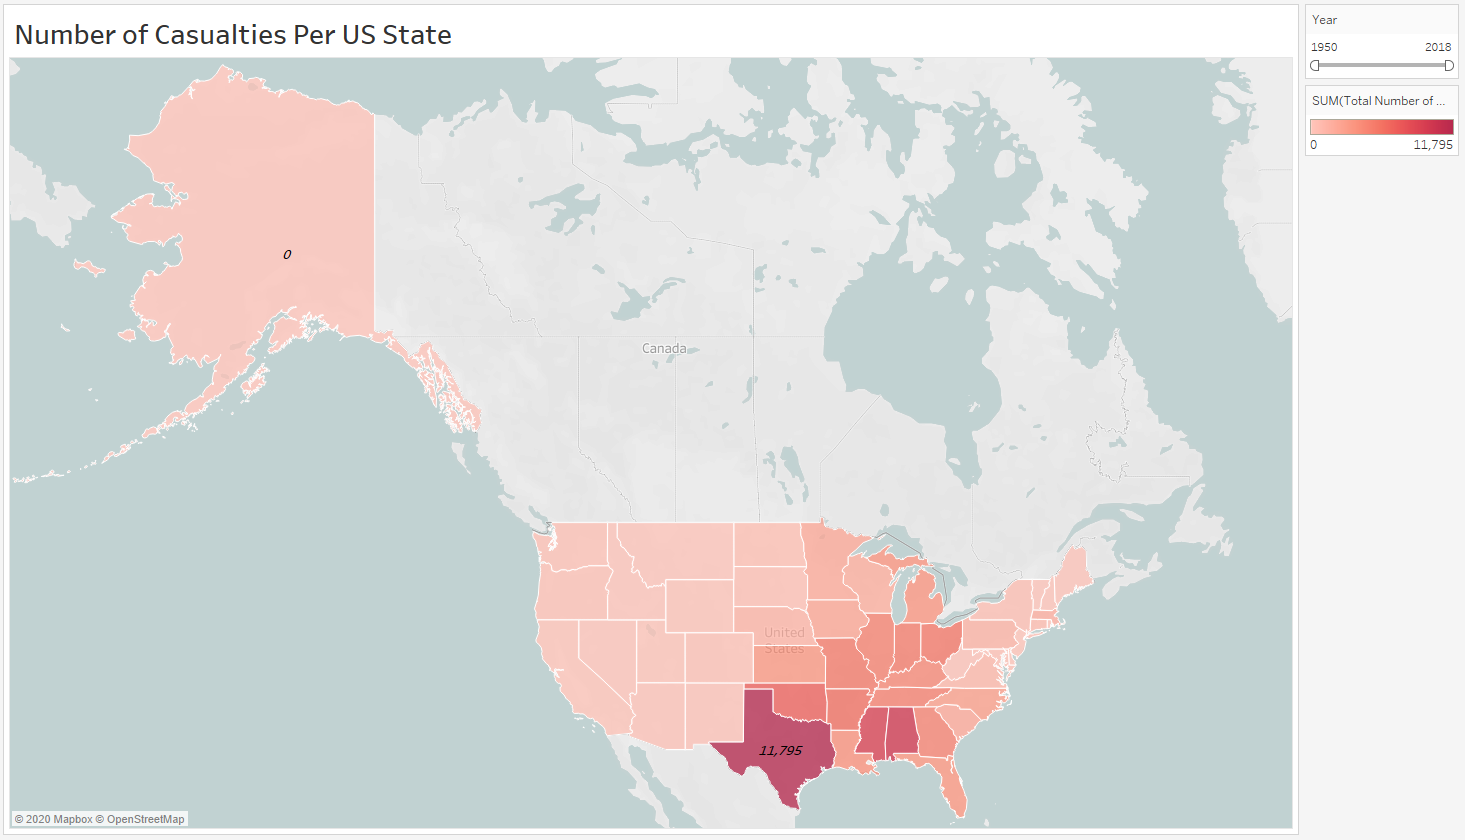 Number of Casualties Per US State
Year
1950 2018
SUM(Total Number of ...
0 11,795
0
Canada
United
States
11,795
© 2020 Mapbox © OpenStreetMap